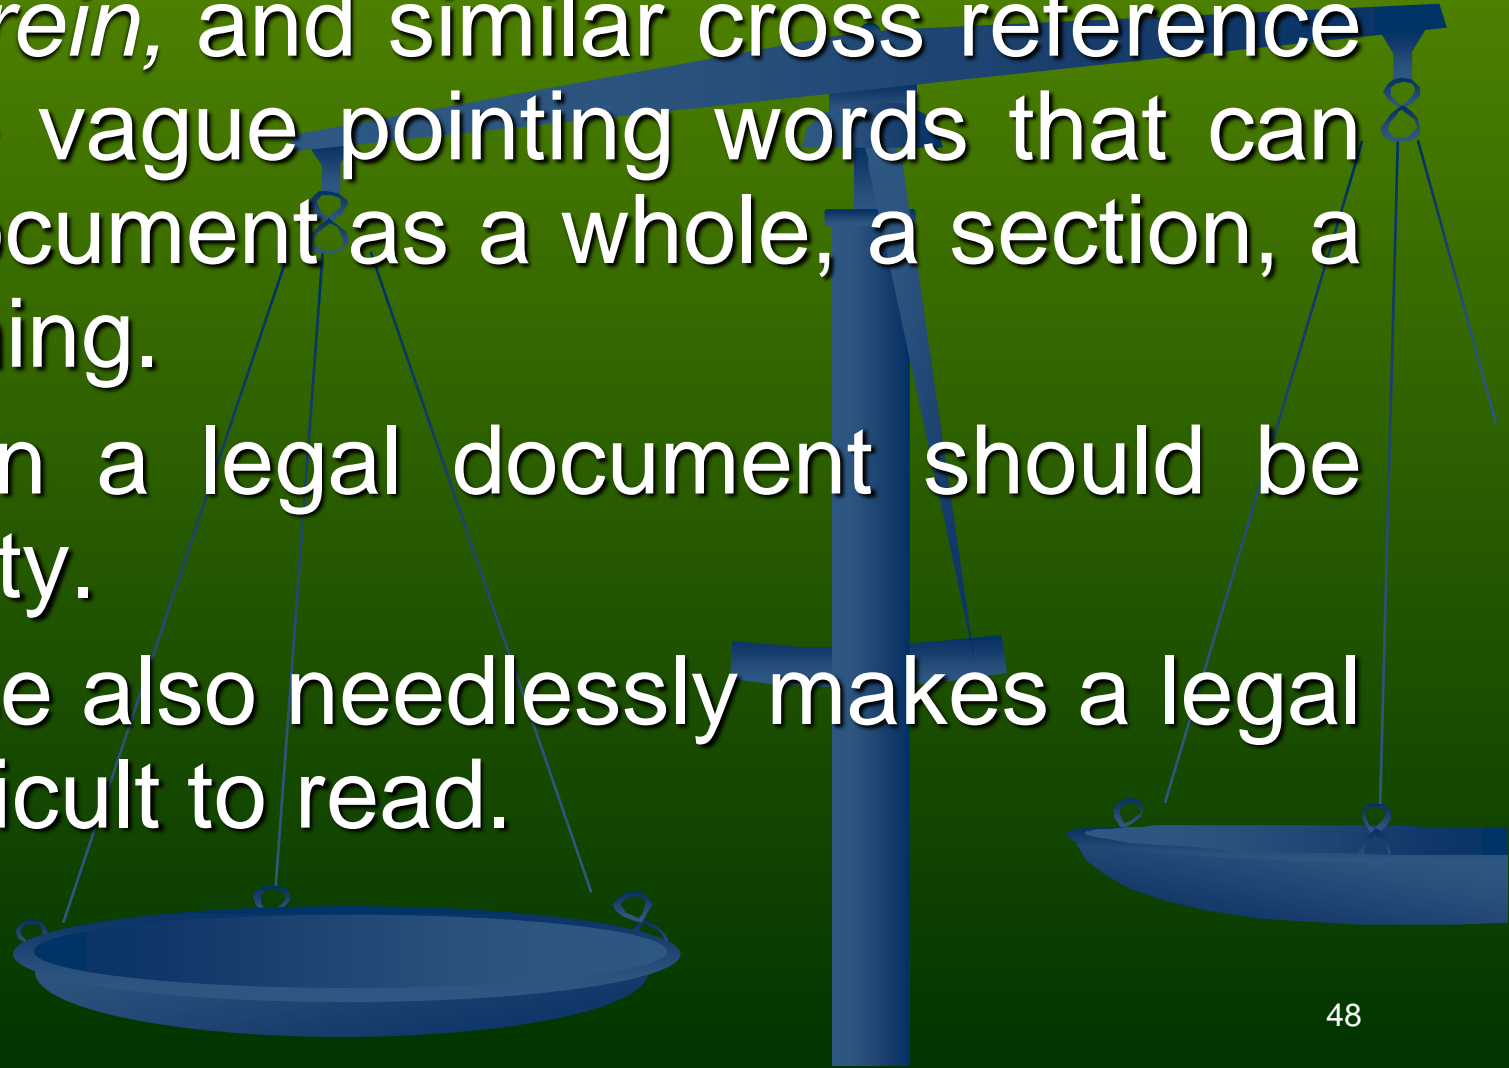 rein, and similar cross reference
vague pointing words that can
ocument as a whole, a section, a
ing.
n a legal document should be
ty.
e also needlessly makes a legal
icult to read.
48